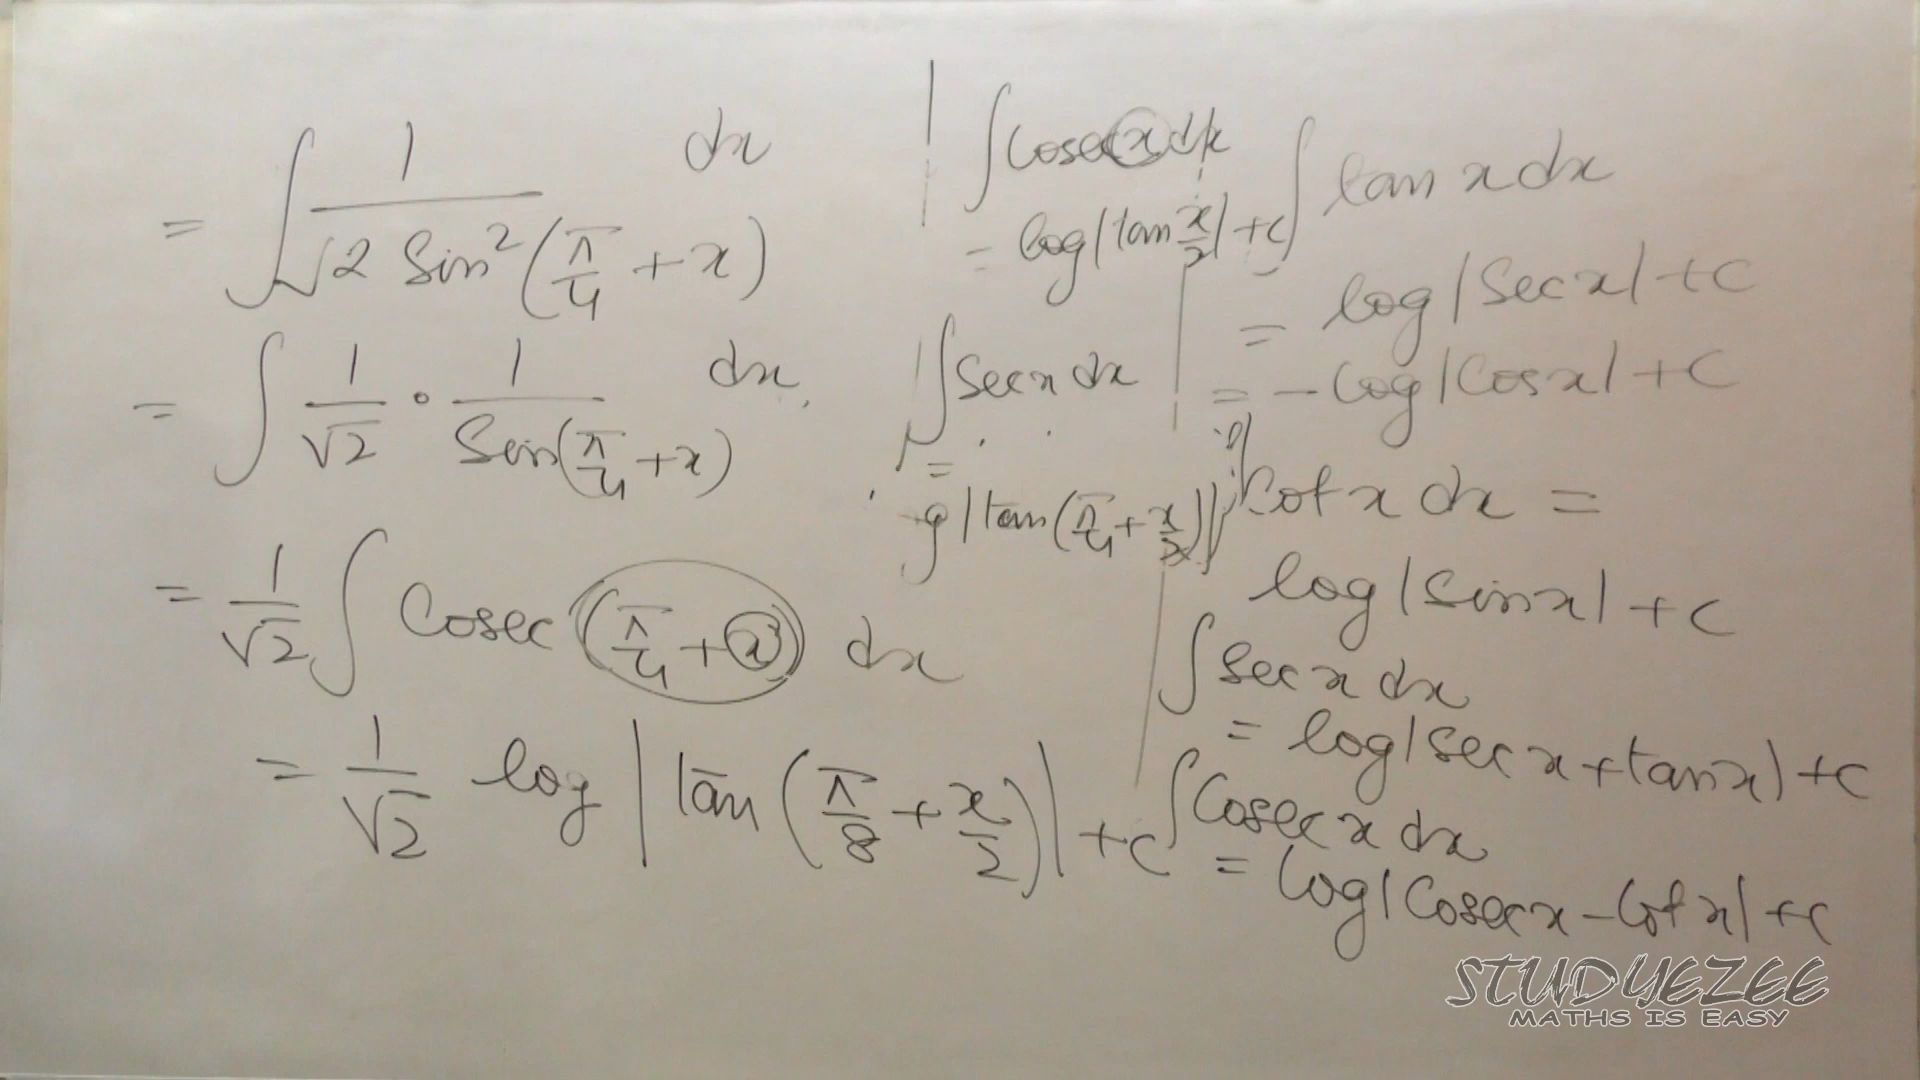 = ∫ 1/√2 Sin²(π/4 + x) dx
= ∫ 1/√2 · 1/Sin(π/4 + x) dx
= 1/√2 ∫ Cosec (π/4 + x) dx
= 1/√2 log | tan (π/8 + x/2) | + c
∫ Cosec x dx
= log |tan x/2| + c
∫ Sec x dx
=
g | tan (π/4 + x/2) |
∫ tan x dx
= log | Sec x | + c
= - log | Cos x | + c
∫ Cot x dx =
log | Sin x | + c
∫ Sec x dx
= log | Sec x + tan x | + c
∫ Cosec x dx
= log | Cosec x - Cot x | + c
STUDYEZEE
MATHS IS EASY